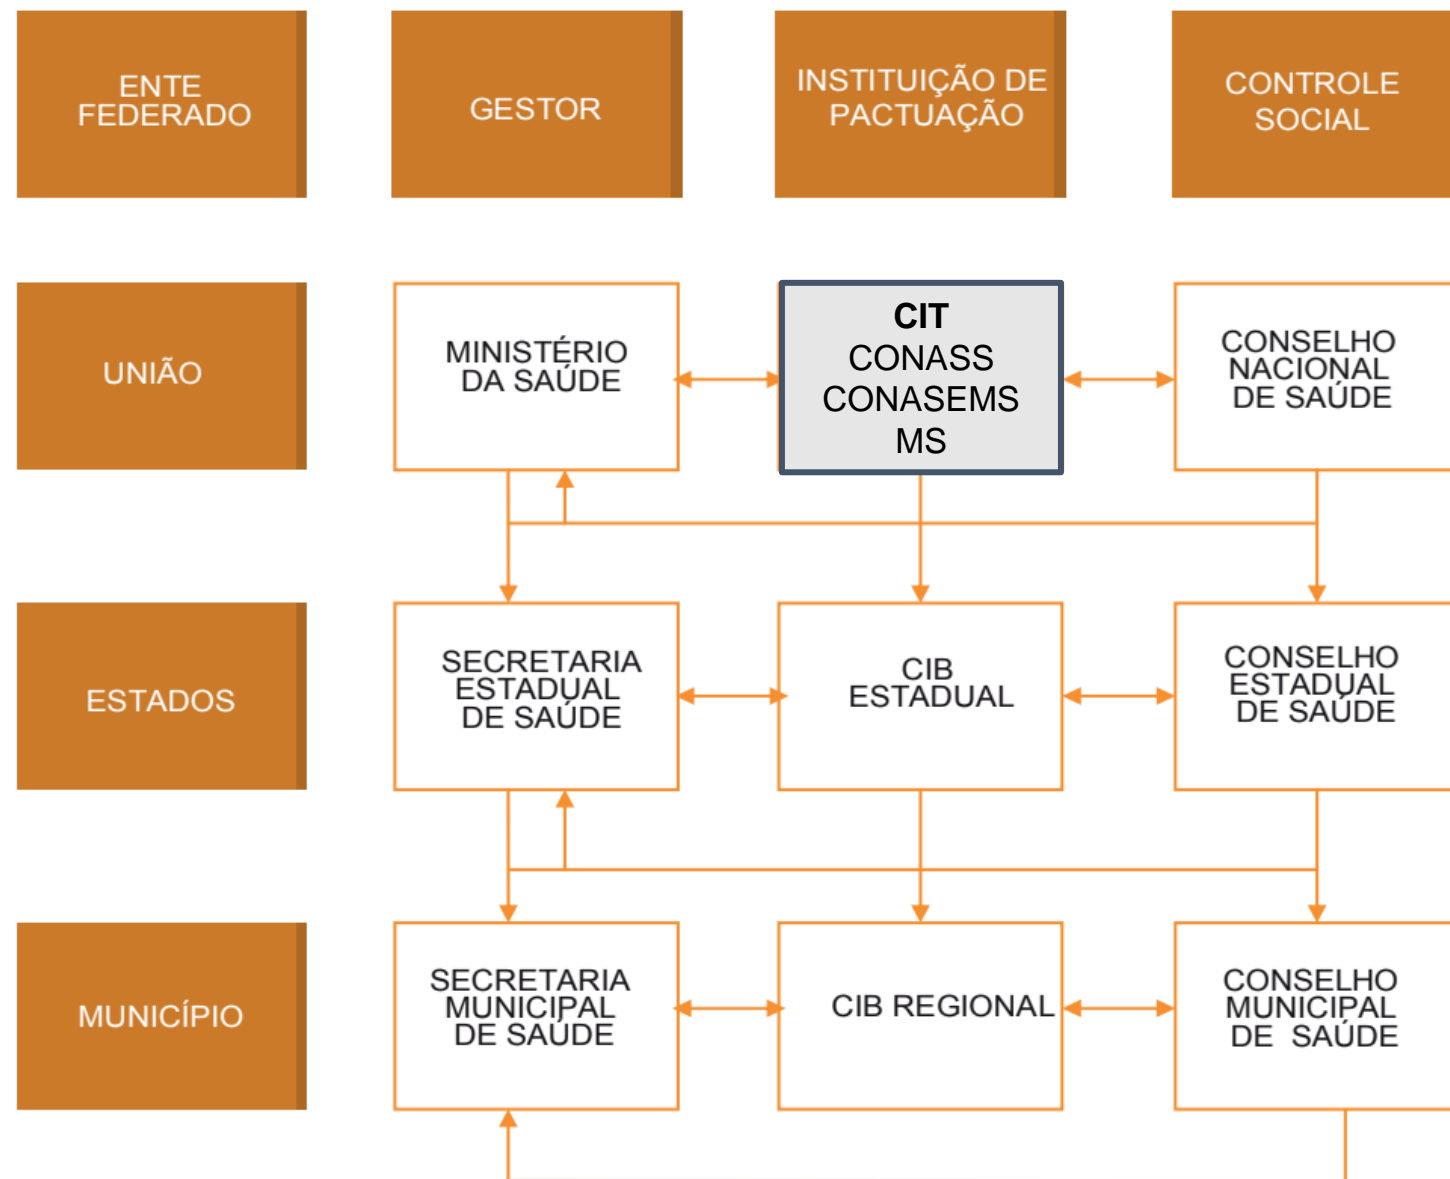 ENTE
FEDERADO
GESTOR
INSTITUIÇÃO DE
PACTUAÇÃO
CONTROLE
SOCIAL
UNIÃO
MINISTÉRIO
DA SAÚDE
CIT
CONASS
CONASEMS
MS
CONSELHO
NACIONAL
DE SAÚDE
ESTADOS
SECRETARIA
ESTADUAL
DE SAÚDE
CIB
ESTADUAL
CONSELHO
ESTADUAL
DE SAÚDE
MUNICÍPIO
SECRETARIA
MUNICIPAL
DE SAÚDE
CIB REGIONAL
CONSELHO
MUNICIPAL
DE SAÚDE